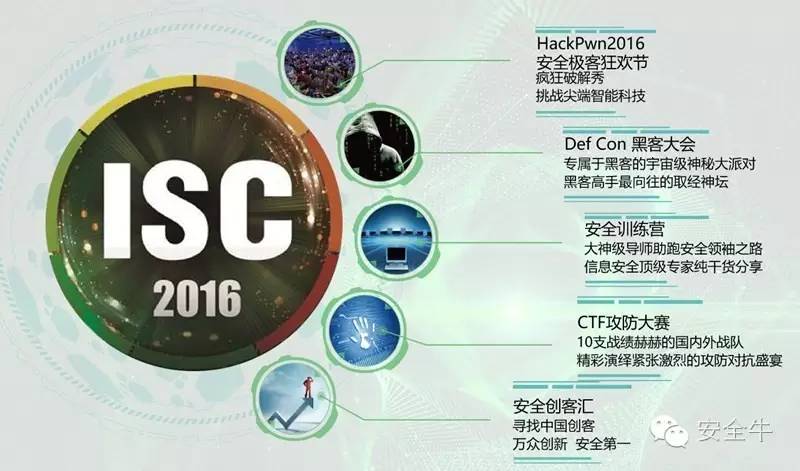 ISC
2016
HackPwn2016
安全极客狂欢节
疯狂破解秀
挑战尖端智能科技
Def Con 黑客大会
专属于黑客的宇宙级神秘大派对
黑客高手最向往的取经神坛
安全训练营
大神级导师助跑安全领袖之路
信息安全顶级专家纯干货分享
CTF攻防大赛
10支战绩赫赫的国内外战队
精彩演绎紧张激烈的攻防对抗盛宴
安全创客汇
寻找中国创客
万众创新 安全第一
安全牛